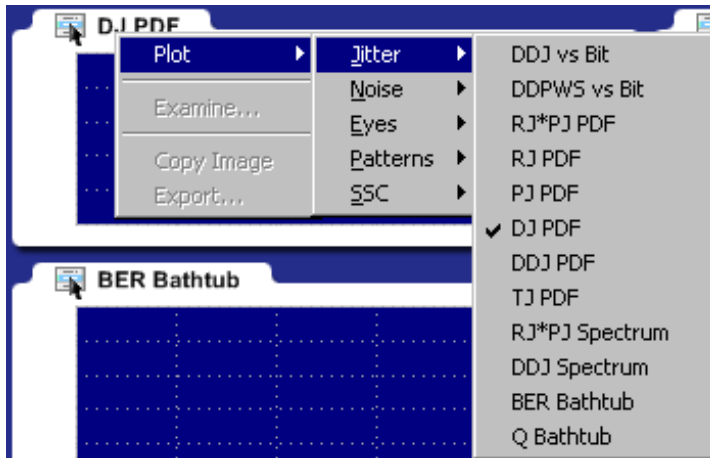 DJ PDF
Plot
Examine...
Copy Image
Export...
Jitter
Noise
Eyes
Patterns
SSC
DDJ vs Bit
DDPWS vs Bit
RJ*PJ PDF
RJ PDF
PJ PDF
DJ PDF
DDJ PDF
TJ PDF
RJ*PJ Spectrum
DDJ Spectrum
BER Bathtub
Q Bathtub
BER Bathtub